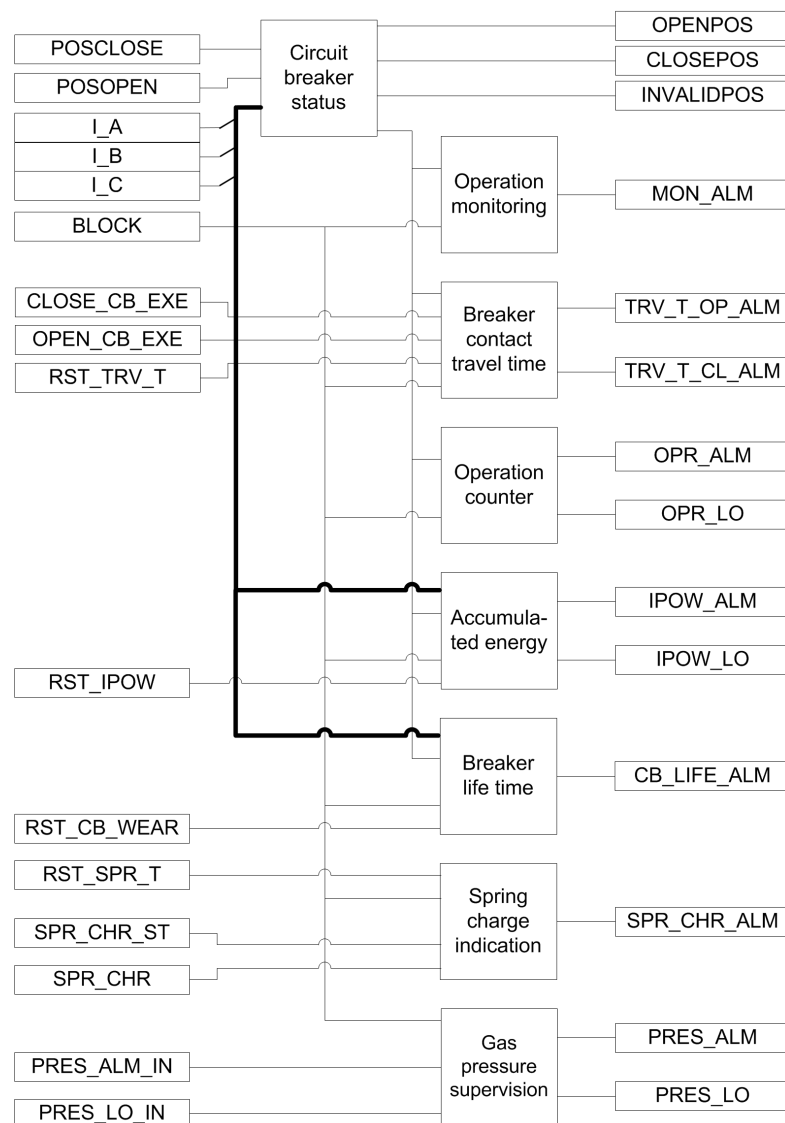 POSCLOSE
POSOPEN
I_A
I_B
I_C
BLOCK
Circuit
breaker
status
OPENPOS
CLOSEPOS
INVALIDPOS
Operation
monitoring
MON_ALM
CLOSE_CB_EXE
OPEN_CB_EXE
RST_TRV_T
Breaker
contact
travel time
TRV_T_OP_ALM
TRV_T_CL_ALM
Operation
counter
OPR_ALM
OPR_LO
RST_IPOW
Accumula-
ted energy
IPOW_ALM
IPOW_LO
RST_CB_WEAR
Breaker
life time
CB_LIFE_ALM
RST_SPR_T
SPR_CHR_ST
SPR_CHR
Spring
charge
indication
SPR_CHR_ALM
PRES_ALM_IN
PRES_LO_IN
Gas
pressure
supervision
PRES_ALM
PRES_LO